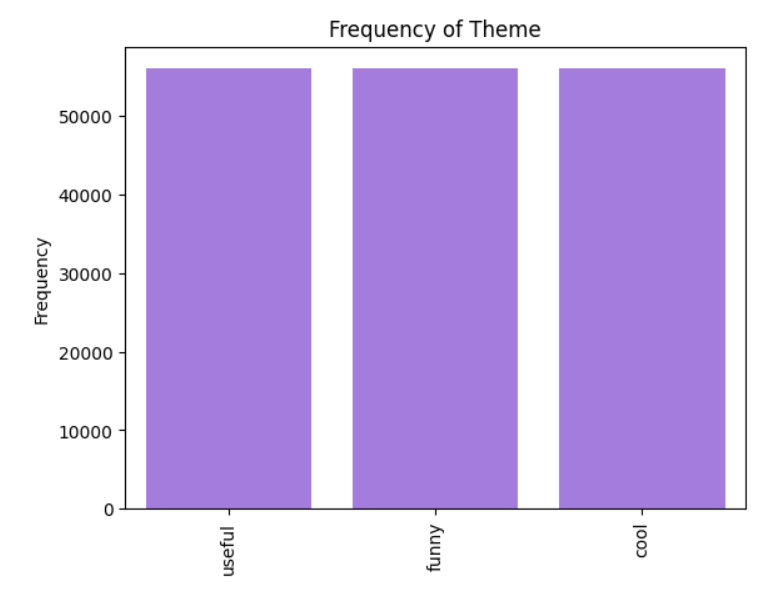 Frequency of Theme
50000
40000
30000
20000
10000
0
Frequency
useful
funny
cool